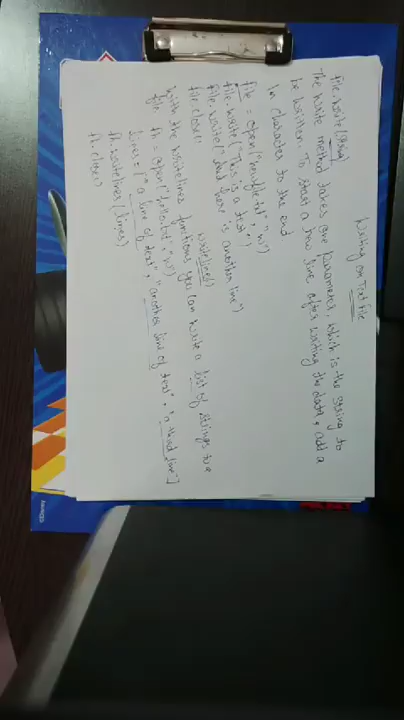 Writing on Text file
file.write(string)
The write method takes one parameter, which is the string to
be written. To start a new line after writing the data, add a
\n character to the end
file = open(" ", "w")
file.write("This is a text")
file.write("And here is another line")
file.close()
writelines()
With the writelines functions you can write a list of strings to a
file. fh = open("hello.txt", "w")
lines = ["a line of text", "another line of text", "a third line"]
fh.writelines(lines)
fh.close()